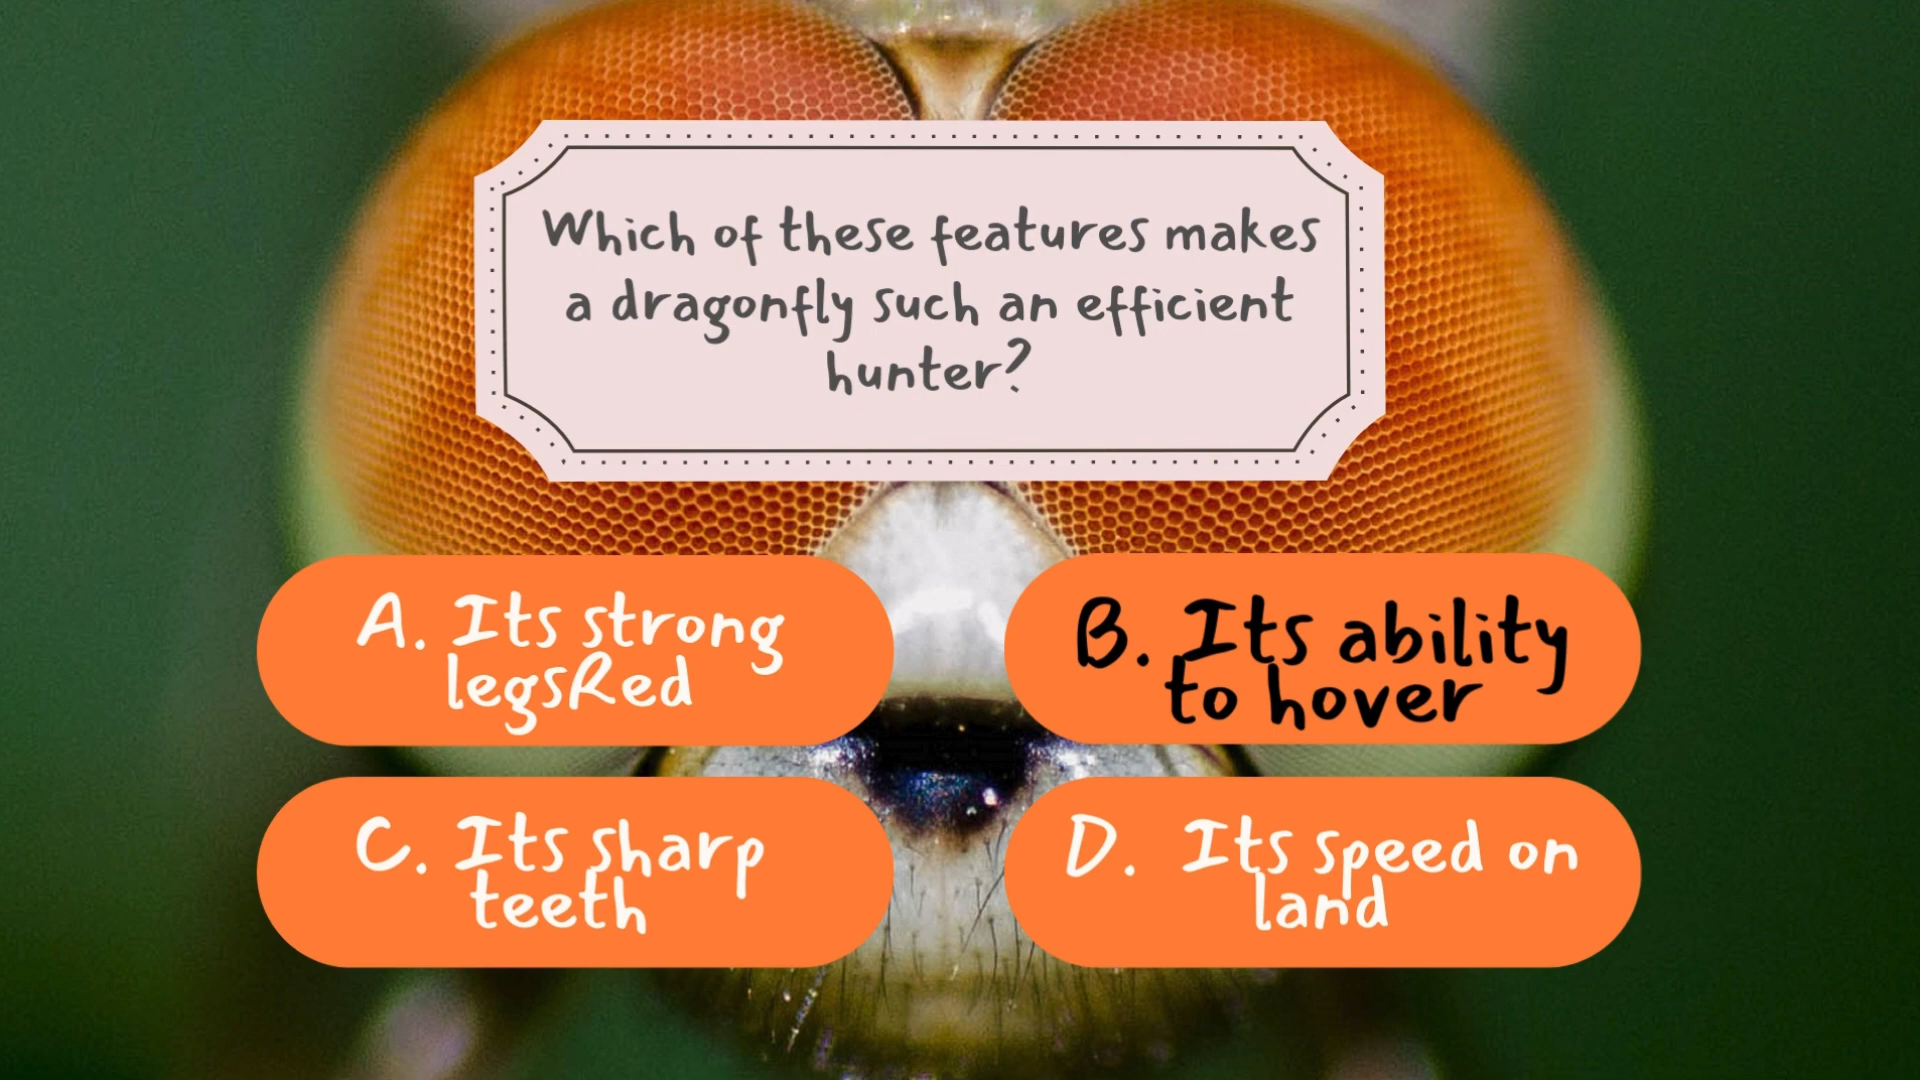 Which of these features makes
a dragonfly such an efficient
hunter?
A. Its strong
legsRed
B. Its ability
to hover
C. Its sharp
teeth
D. Its speed on
land